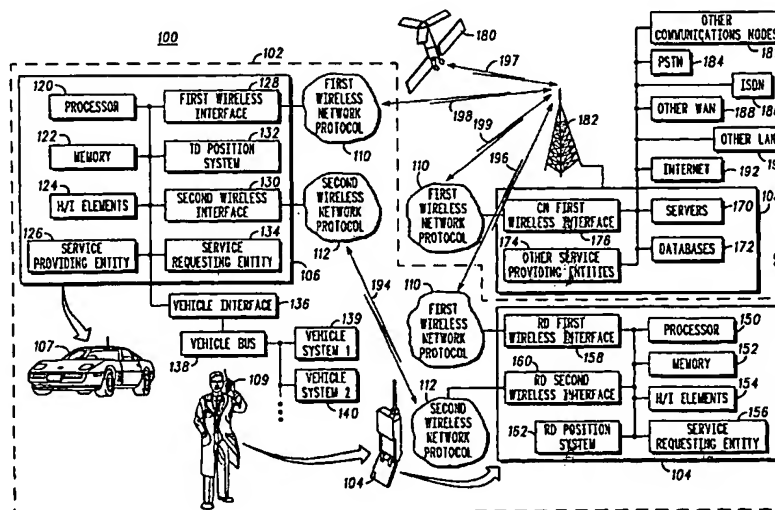 100
102
120
PROCESSOR
122
MEMORY
124
H/I ELEMENTS
126
SERVICE
PROVIDING ENTITY
128
FIRST WIRELESS
INTERFACE
132
TD POSITION
SYSTEM
SECOND WIRELESS
INTERFACE
130
134
SERVICE
REQUESTING ENTITY
106
FIRST
WIRELESS
NETWORK
PROTOCOL
110
SECOND
WIRELESS
NETWORK
PROTOCOL
112
VEHICLE INTERFACE
136
VEHICLE BUS
138
139
VEHICLE
SYSTEM 1
VEHICLE
SYSTEM 2
140
107
109
104
180
197
198
199
196
182
194
110
FIRST
WIRELESS
NETWORK
PROTOCOL
110
FIRST
WIRELESS
NETWORK
PROTOCOL
112
SECOND
WIRELESS
NETWORK
PROTOCOL
OTHER
COMMUNICATIONS NODES
PSTN
184
ISDN
OTHER WAN
188
OTHER LAN
INTERNET
192
CN FIRST
WIRELESS INTERFACE
176
174
OTHER SERVICE
PROVIDING ENTITIES
SERVERS
170
DATABASES
172
RD FIRST
WIRELESS INTERFACE
158
160
RD SECOND
WIRELESS INTERFACE
162
RD POSITION
SYSTEM
PROCESSOR
150
MEMORY
152
H/I ELEMENTS
154
156
SERVICE
REQUESTING ENTITY
104